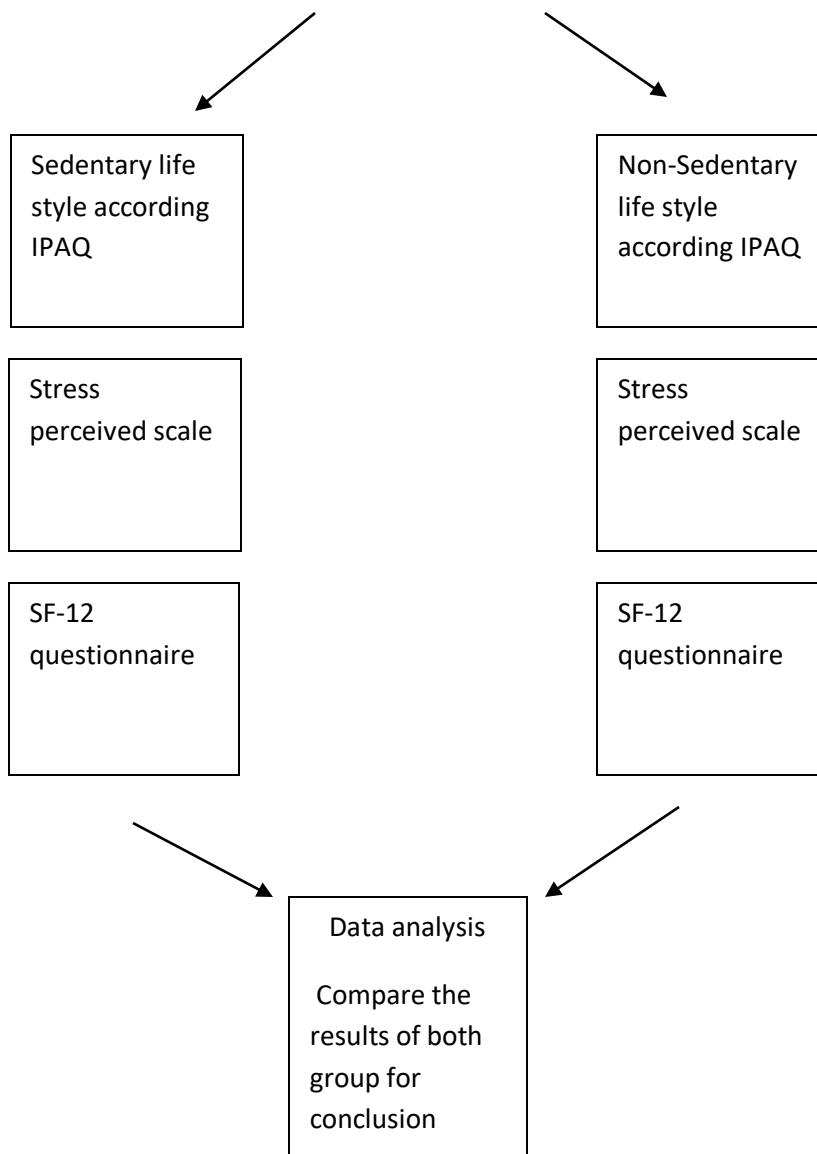 Sedentary life
style according
IPAQ
Non-Sedentary
life style
according IPAQ
Stress
perceived scale
Stress
perceived scale
SF-12
questionnaire
SF-12
questionnaire
Data analysis
Compare the
results of both
group for
conclusion